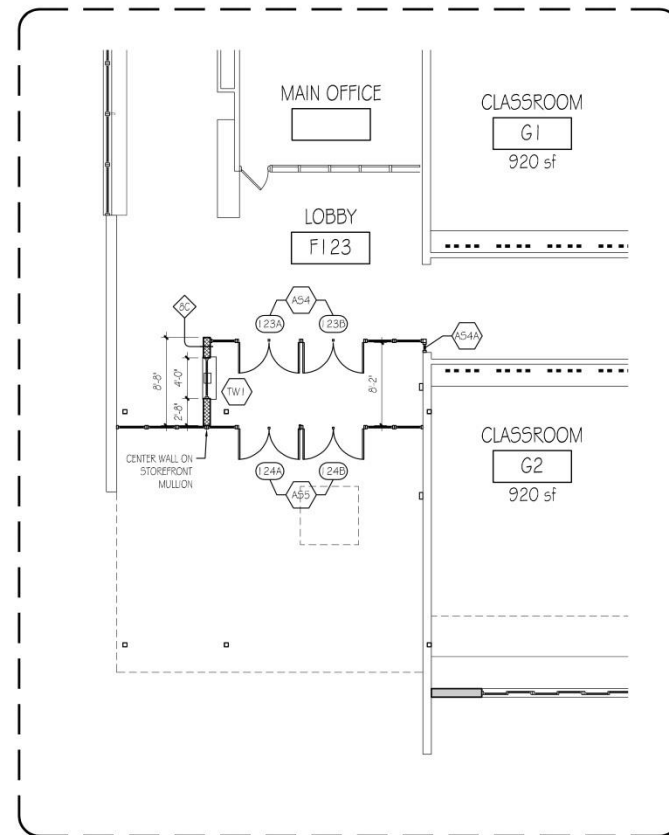 MAIN OFFICE
CLASSROOM
G1
920 sf
LOBBY
F123
8C
A54
123A
123B
A54A
8'-8"
4'-0"
2'-8"
TW1
8'-2"
CENTER WALL ON
STOREFRONT
MULLION
124A
124B
A55
CLASSROOM
G2
920 sf